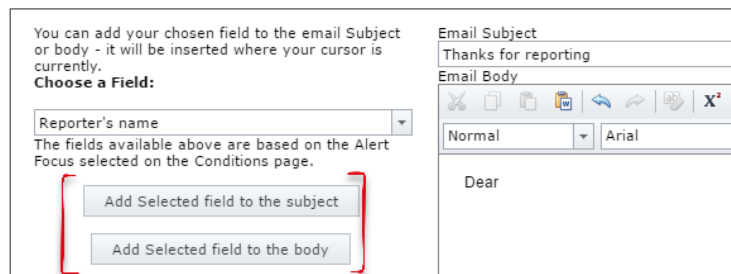 You can add your chosen field to the email Subject
or body - it will be inserted where your cursor is
currently.
Choose a Field:
Reporter's name
The fields available above are based on the Alert
Focus selected on the Conditions page.
Add Selected field to the subject
Add Selected field to the body
Email Subject
Thanks for reporting
Email Body
X²
Normal
Arial
Dear